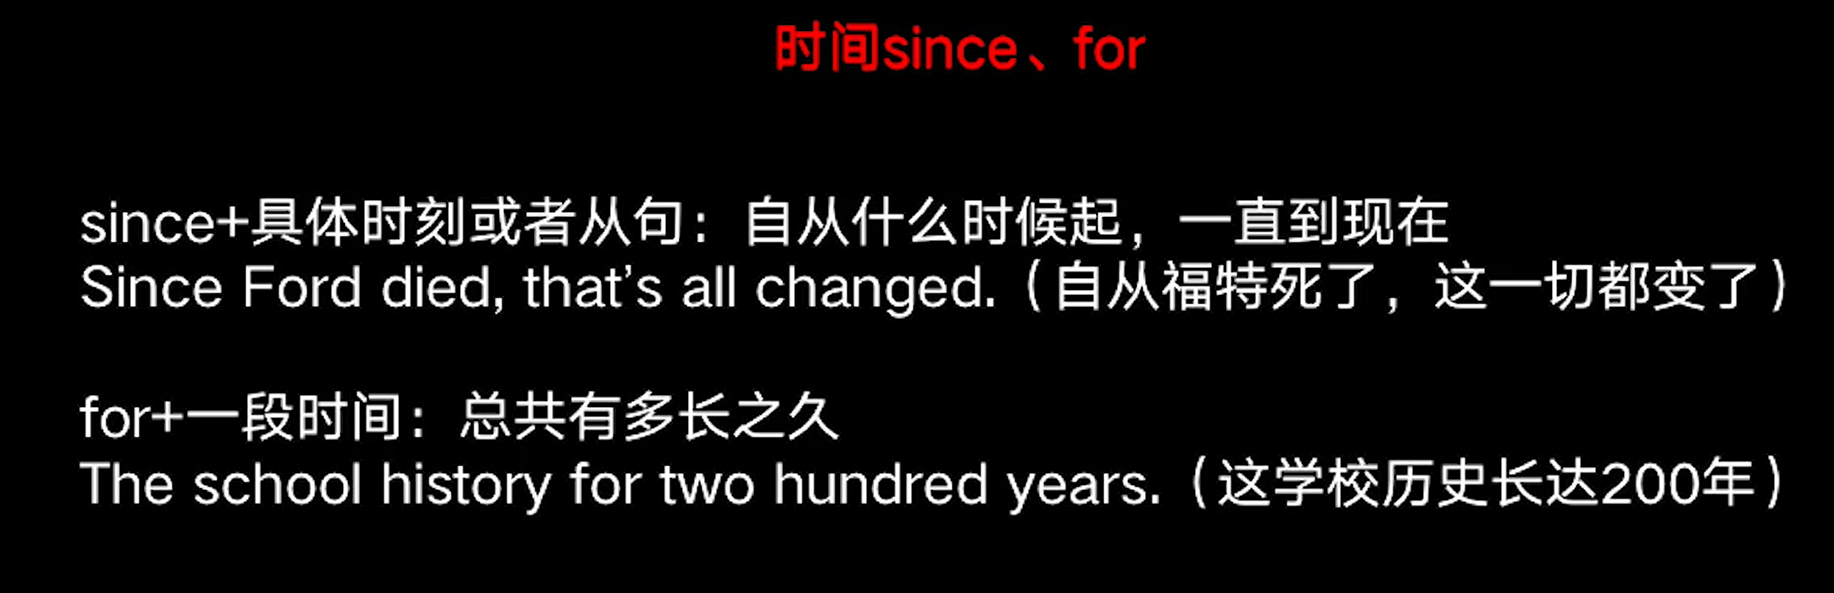 时间since、for
since+具体时刻或者从句：自从什么时候起，一直到现在
Since Ford died, that’s all changed.（自从福特死了，这一切都变了）
for+一段时间：总共有多长之久
The school history for two hundred years.（这学校历史长达200年）